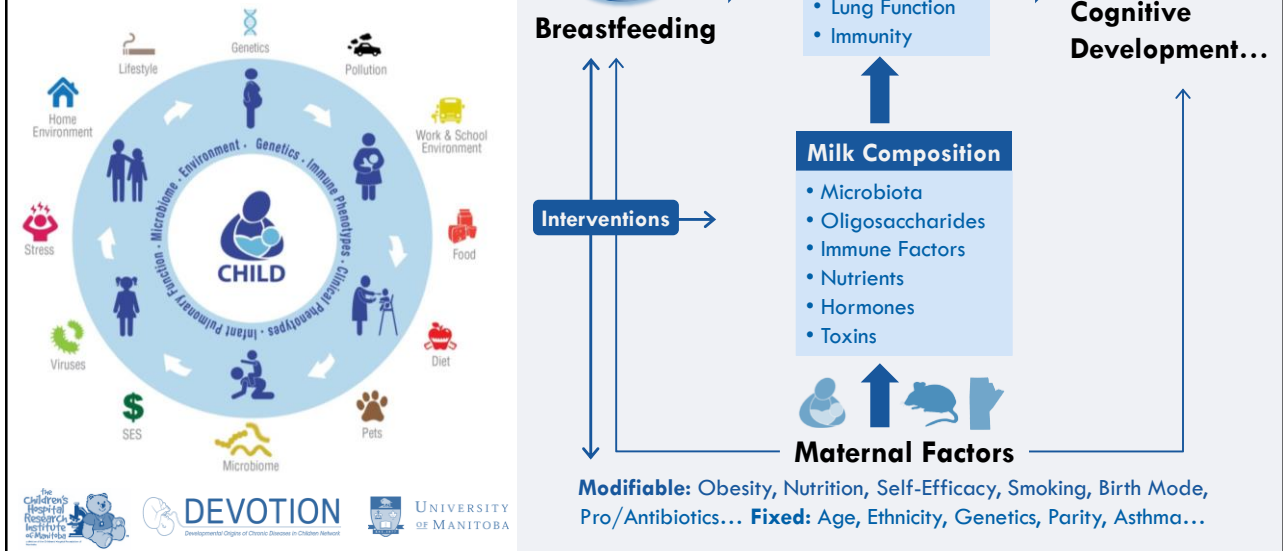 Genetics
Lifestyle
Pollution
Home
Environment
Work & School
Environment
Stress
Food
Viruses
Diet
SES
Pets
Microbiome
Microbiome · Environment · Genetics · Immune Phenotypes · Clinical Phenotypes · Infant Pulmonary Function ·
CHILD
the
Children's
Hospital
Research
Institute
of Manitoba
DEVOTION
Developmental Origins of Chronic Diseases in Children Network
UNIVERSITY
OF MANITOBA
Breastfeeding
• Lung Function
• Immunity
Cognitive
Development...
Milk Composition
• Microbiota
• Oligosaccharides
• Immune Factors
• Nutrients
• Hormones
• Toxins
Interventions
Maternal Factors
Modifiable: Obesity, Nutrition, Self-Efficacy, Smoking, Birth Mode,
Pro/Antibiotics... Fixed: Age, Ethnicity, Genetics, Parity, Asthma...